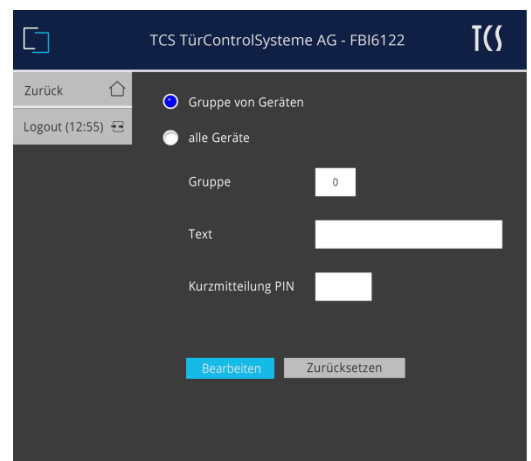 TCS TürControlSysteme AG - FBI6122
TCS
Zurück
Logout (12:55)
Gruppe von Geräten
alle Geräte
Gruppe
0
Text
Kurzmitteilung PIN
Bearbeiten
Zurücksetzen